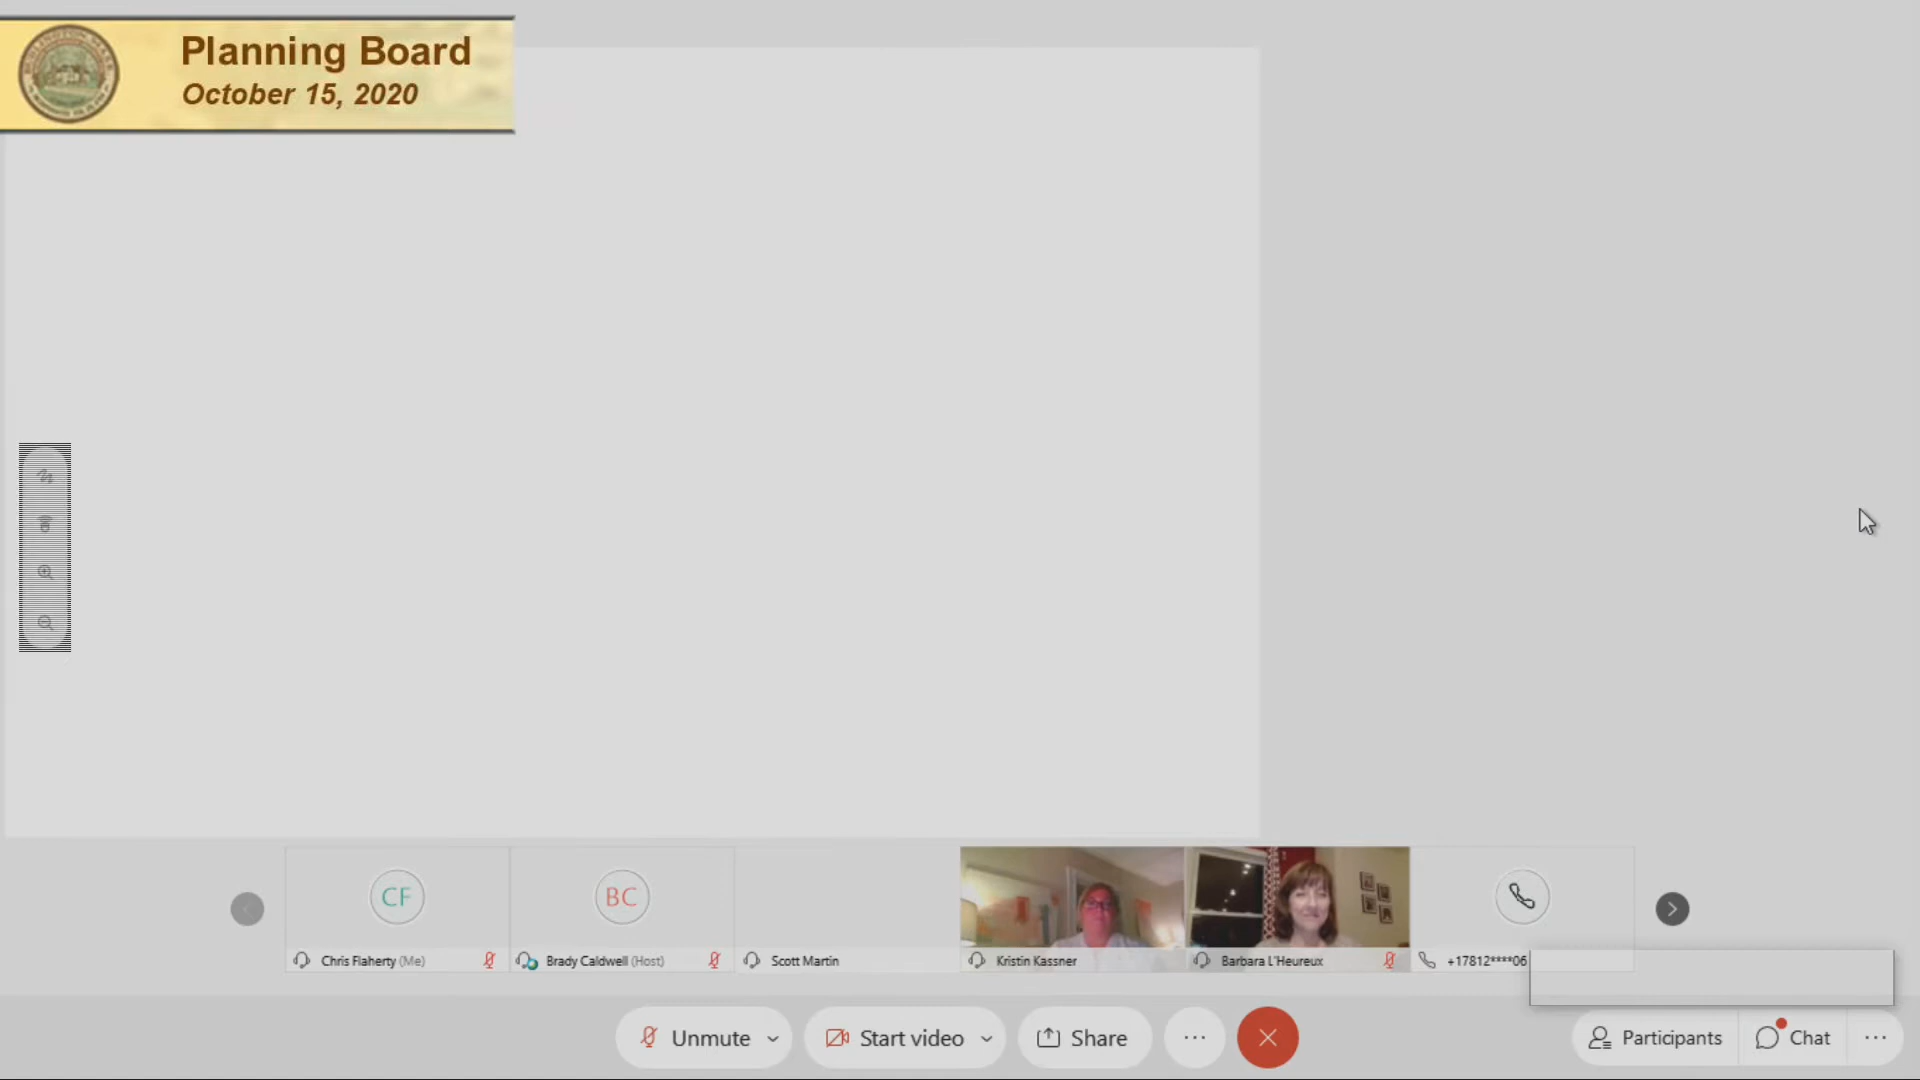 Planning Board
October 15, 2020
CF
BC
Chris Flaherty (Me)
Brady Caldwell (Host)
Scott Martin
Kristin Kassner
Barbara L'Heureux
+17812****06
Unmute
Start video
Share
Participants
Chat